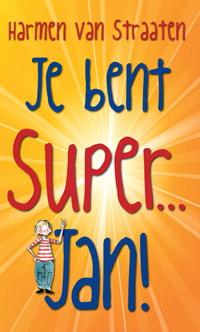 Harmen van Straaten
Je bent
Super...
Jan!